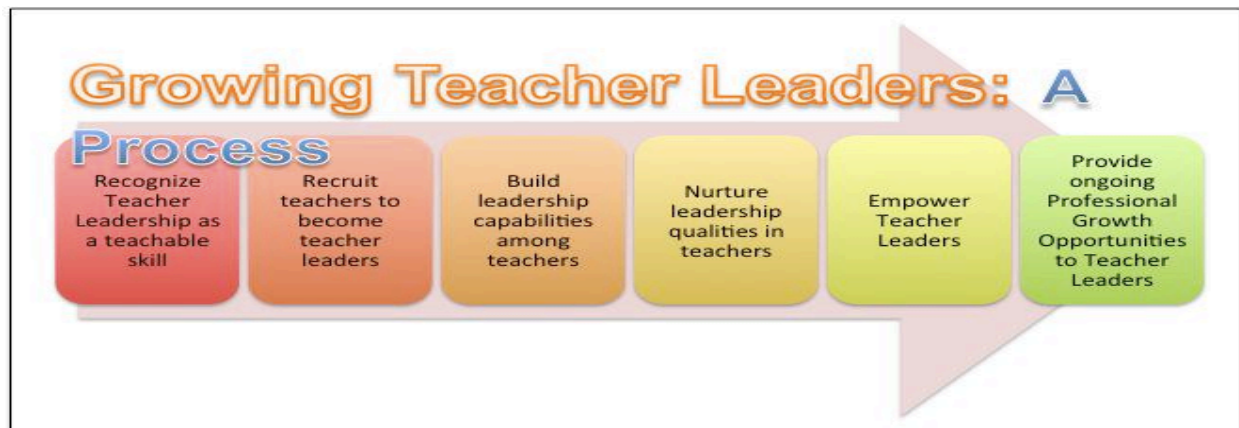 Growing Teacher Leaders: A
Process
Recognize
Teacher
Leadership as
a teachable
skill
Recruit
teachers to
become
teacher
leaders
Build
leadership
capabilities
among
teachers
Nurture
leadership
qualities in
teachers
Empower
Teacher
Leaders
Provide
ongoing
Professional
Growth
Opportunities
to Teacher
Leaders